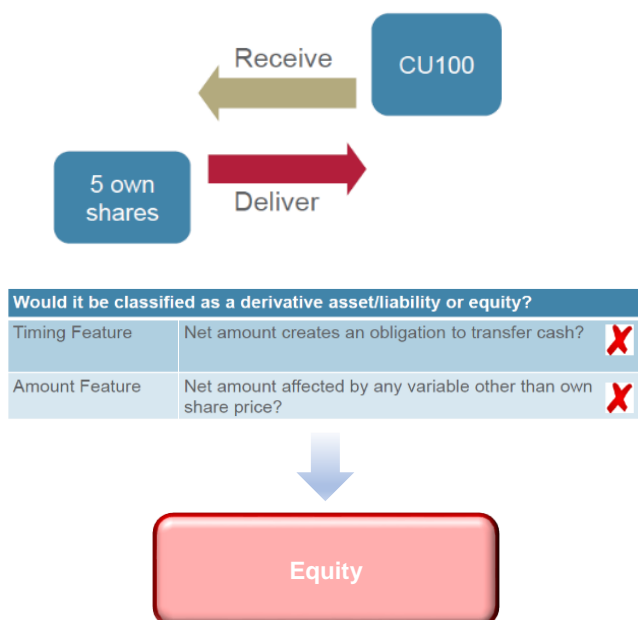 Receive
CU100
5 own
shares
Deliver
Would it be classified as a derivative asset/liability or equity?
Timing Feature
Net amount creates an obligation to transfer cash?
Amount Feature
Net amount affected by any variable other than own
share price?
Equity